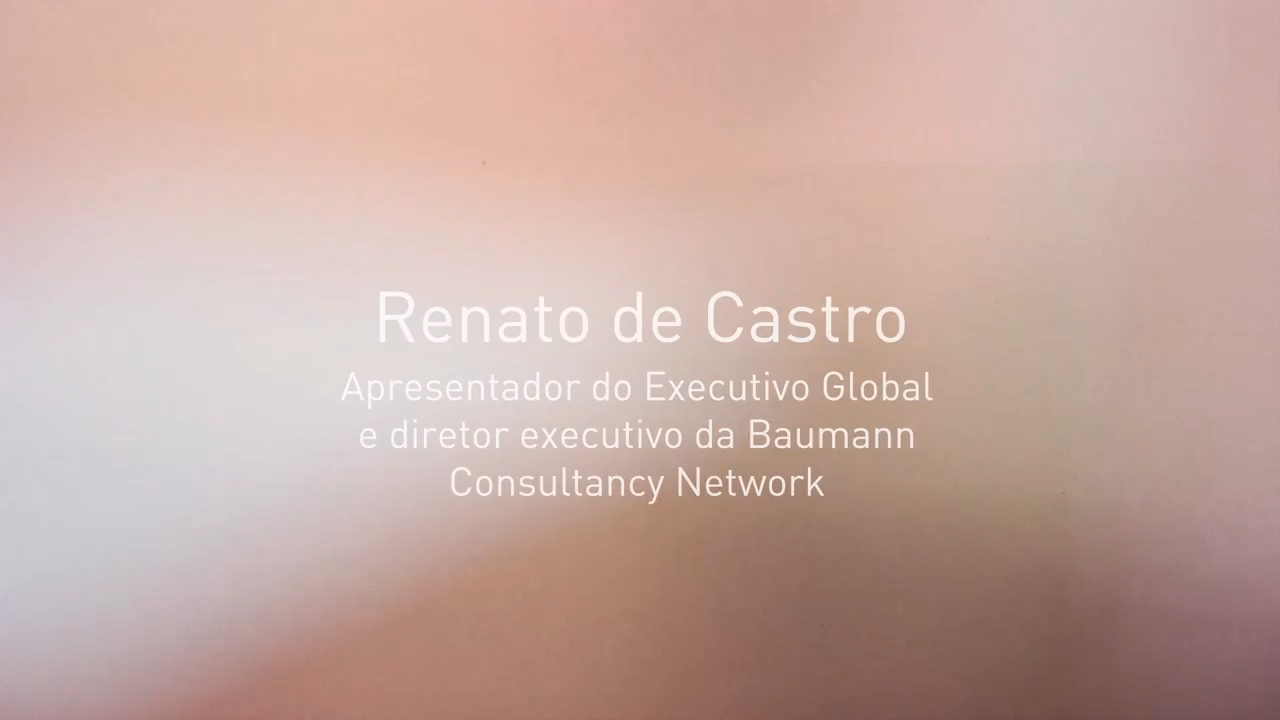 Renato de Castro
Apresentador do Executivo Global
e diretor executivo da Baumann
Consultancy Network